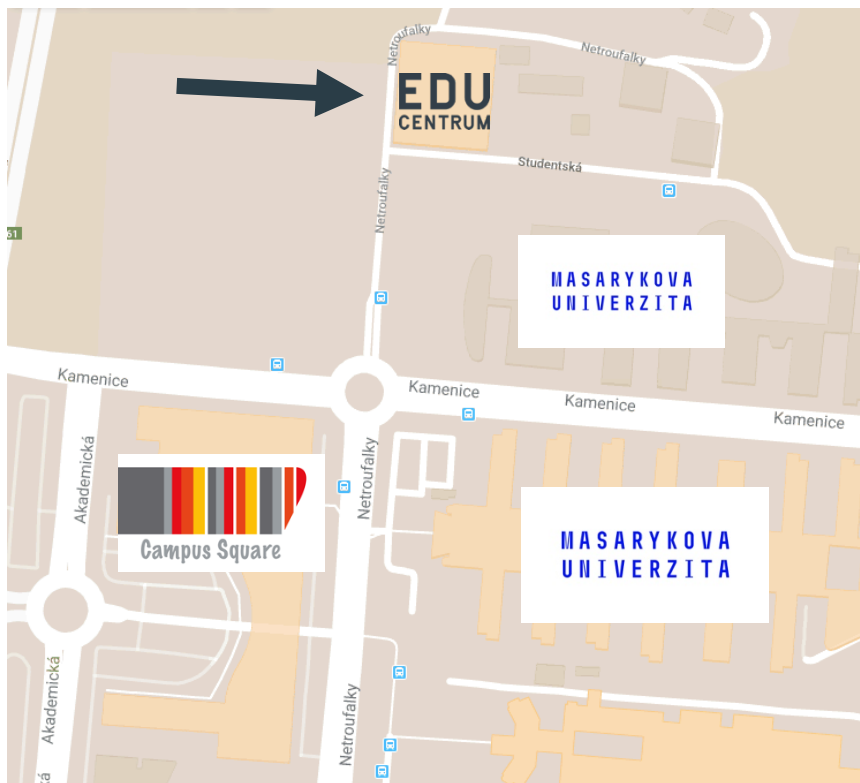 Netroufalky
Netroufalky
EDU
CENTRUM
Studentská
Netroufalky
61
MASARYKOVA
UNIVERZITA
Kamenice
Kamenice
Kamenice
Kamenice
Akademická
Netroufalky
Campus Square
MASARYKOVA
UNIVERZITA
Akademická
Netroufalky